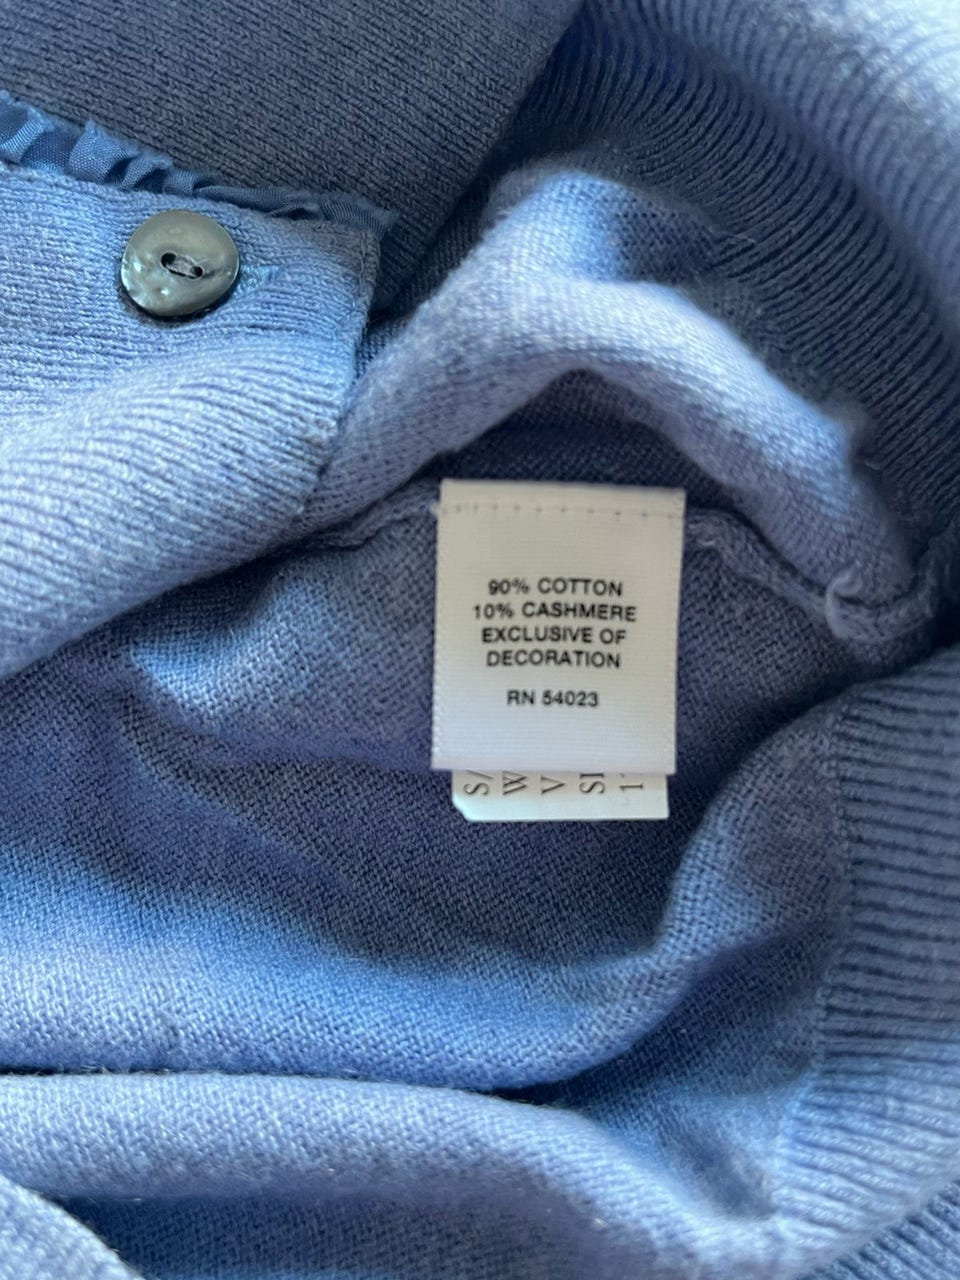 90% COTTON
10% CASHMERE
EXCLUSIVE OF
DECORATION
RN 54023